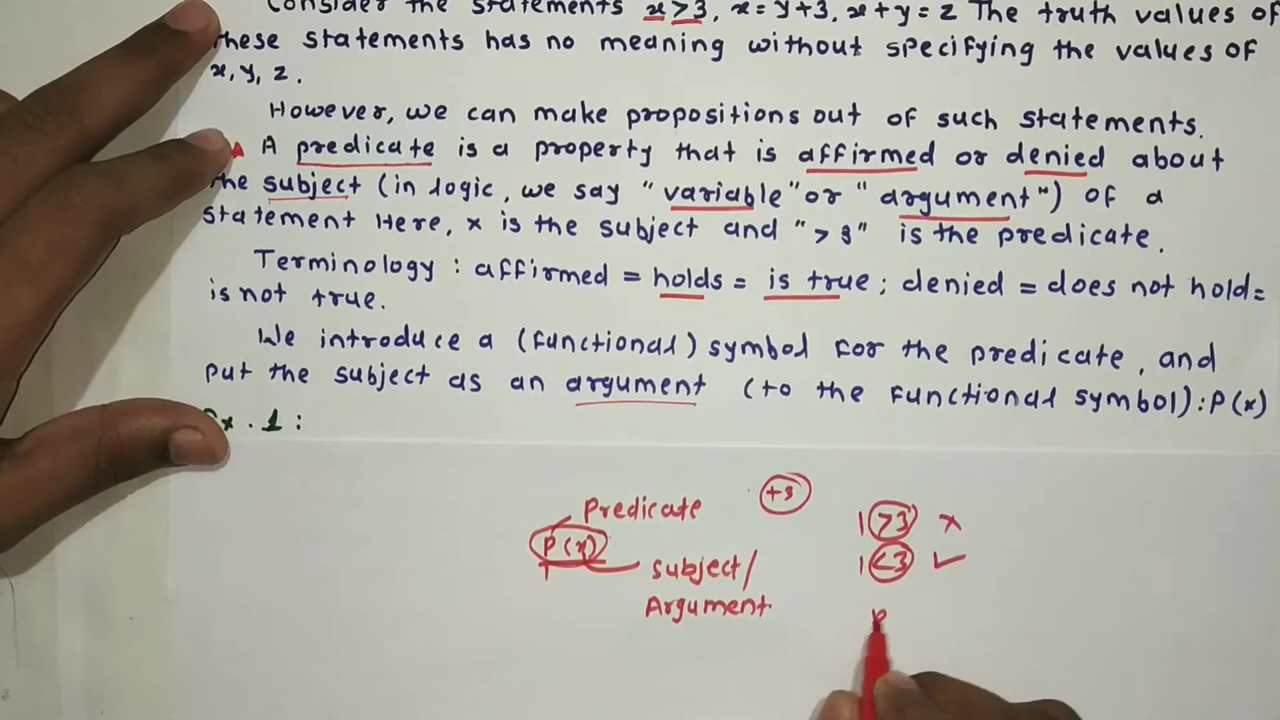 Consider the statements x>3, x=y+3, x+y=z The truth values of
these statements has no meaning without specifying the values of
x, y, z.
However, we can make propositions out of such statements.
A predicate is a property that is affirmed or denied about
the subject (in logic, we say "variable" or "argument") of a
statement Here, x is the subject and ">3" is the predicate.
Terminology : affirmed = holds = is true; denied = does not hold=
is not true.
We introduce a (functional) symbol for the predicate, and
put the subject as an argument (to the functional symbol):P(x)
Ex. 1:
Predicate +3 1 >3 ×
P(x) subject/ 1 <3 ✓
Argument